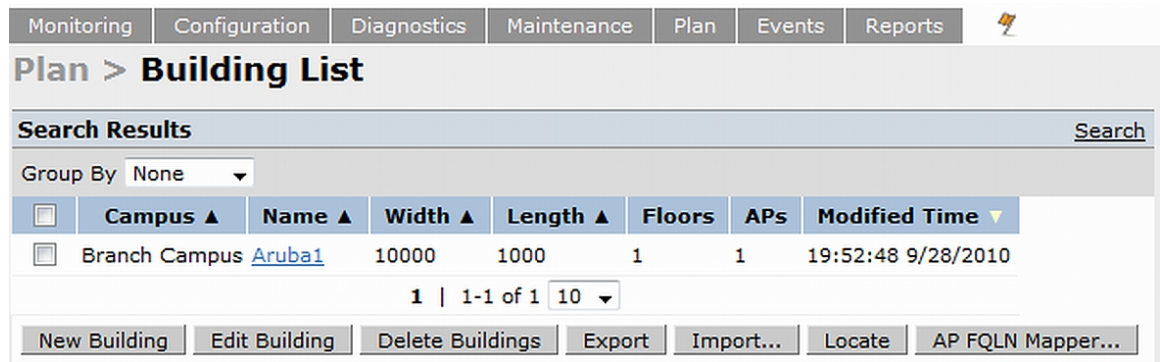 Monitoring Configuration Diagnostics Maintenance Plan Events Reports
Plan > Building List
Search Results Search
Group By None
Campus ▲ Name ▲ Width ▲ Length ▲ Floors APs Modified Time ▼
Branch Campus Aruba1 10000 1000 1 1 19:52:48 9/28/2010
1 | 1-1 of 1 10
New Building Edit Building Delete Buildings Export Import... Locate AP FQLN Mapper...